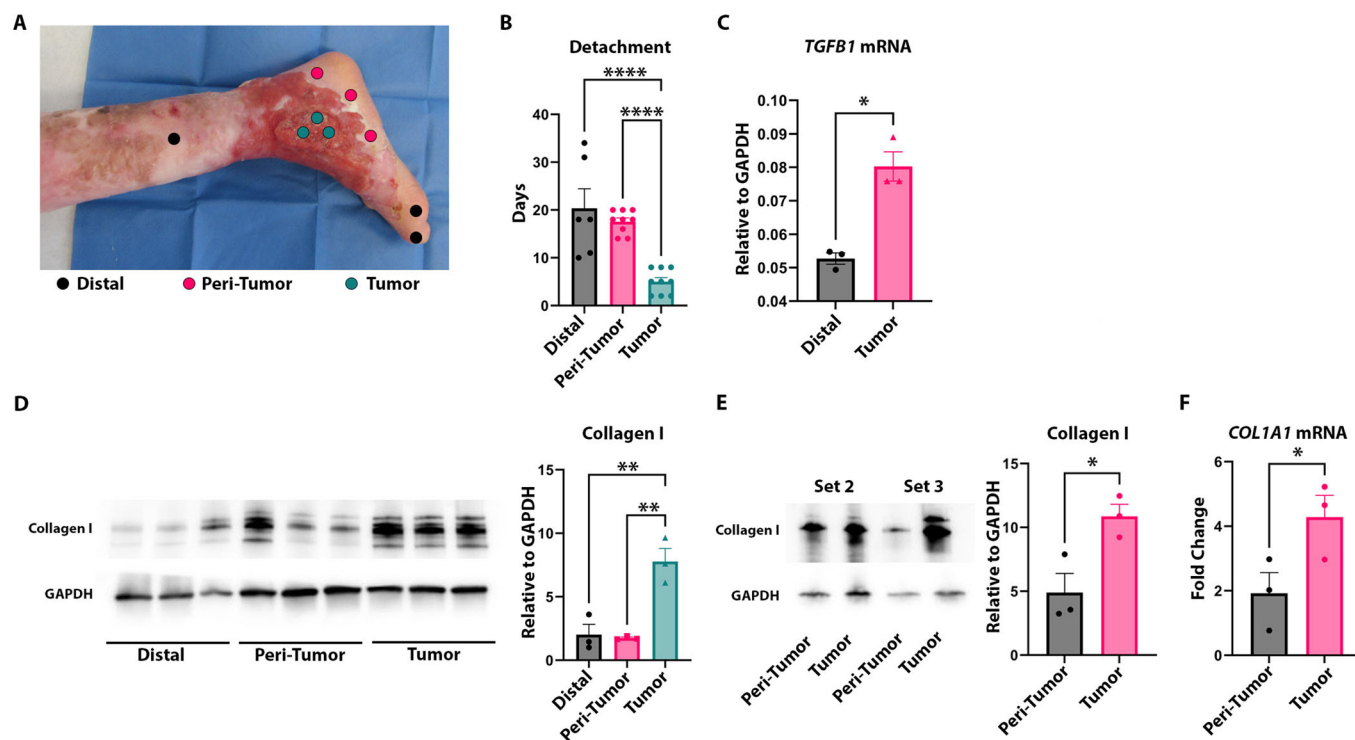 A
B
C
Detachment
TGFB1 mRNA
****
****
*
Days
40
30
20
10
0
Distal
Peri-Tumor
Tumor
Relative to GAPDH
0.10
0.09
0.08
0.07
0.06
0.05
0.04
Distal
Tumor
Distal
Peri-Tumor
Tumor
D
E
F
Collagen I
GAPDH
Distal
Peri-Tumor
Tumor
Collagen I
**
**
Relative to GAPDH
15
10
5
0
Distal
Peri-Tumor
Tumor
Set 2
Set 3
Collagen I
GAPDH
Peri-Tumor
Tumor
Peri-Tumor
Tumor
Collagen I
*
Relative to GAPDH
15
10
5
0
Peri-Tumor
Tumor
COL1A1 mRNA
*
Fold Change
6
4
2
0
Peri-Tumor
Tumor